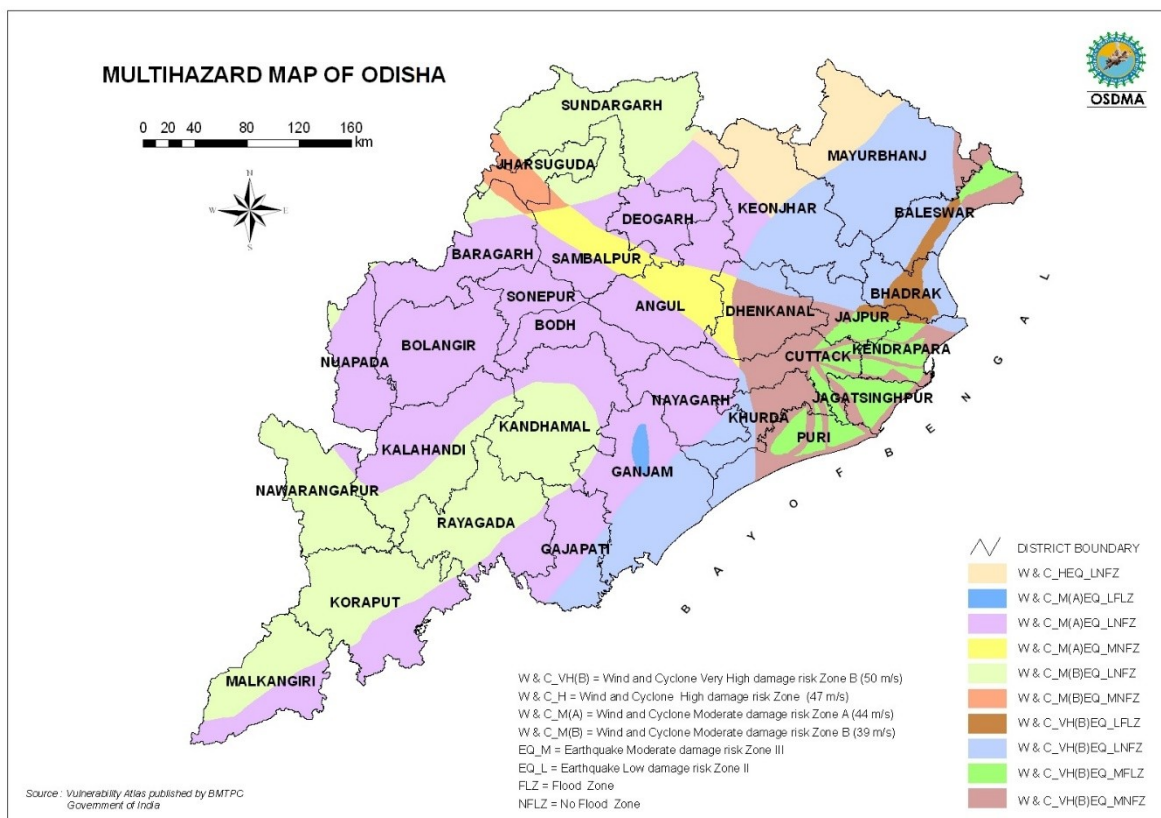 MULTIHAZARD MAP OF ODISHA
OSDMA
0 20 40 80 120 160
km
N
W E
S
SUNDARGARH
JHARSUGUDA
MAYURBHANJ
KEONJHAR
DEOGARH
BALESWAR
BARAGARH
SAMBALPUR
BHADRAK
SONEPUR
ANGUL
DHENKANAL
JAJPUR
BODH
BOLANGIR
NUAPADA
CUTTACK
KENDRAPARA
JAGATSINGHPUR
NAYAGARH
KHURDA
KANDHAMAL
PURI
KALAHANDI
GANJAM
NAWARANGAPUR
RAYAGADA
GAJAPATI
KORAPUT
MALKANGIRI
BAY OF BENGAL
DISTRICT BOUNDARY
W & C_HEQ_LNFZ
W & C_M(A)EQ_LFLZ
W & C_M(A)EQ_LNFZ
W & C_M(A)EQ_MNFZ
W & C_M(B)EQ_LNFZ
W & C_M(B)EQ_MNFZ
W & C_VH(B)EQ_LFLZ
W & C_VH(B)EQ_LNFZ
W & C_VH(B)EQ_MFLZ
W & C_VH(B)EQ_MNFZ
W & C_VH(B) = Wind and Cyclone Very High damage risk Zone B (50 m/s)
W & C_H = Wind and Cyclone High damage risk Zone (47 m/s)
W & C_M(A) = Wind and Cyclone Moderate damage risk Zone A (44 m/s)
W & C_M(B) = Wind and Cyclone Moderate damage risk Zone B (39 m/s)
EQ_M = Earthquake Moderate damage risk Zone III
EQ_L = Earthquake Low damage risk Zone II
FLZ = Flood Zone
NFLZ = No Flood Zone
Source : Vulnerability Atlas published by BMTPC
Government of India